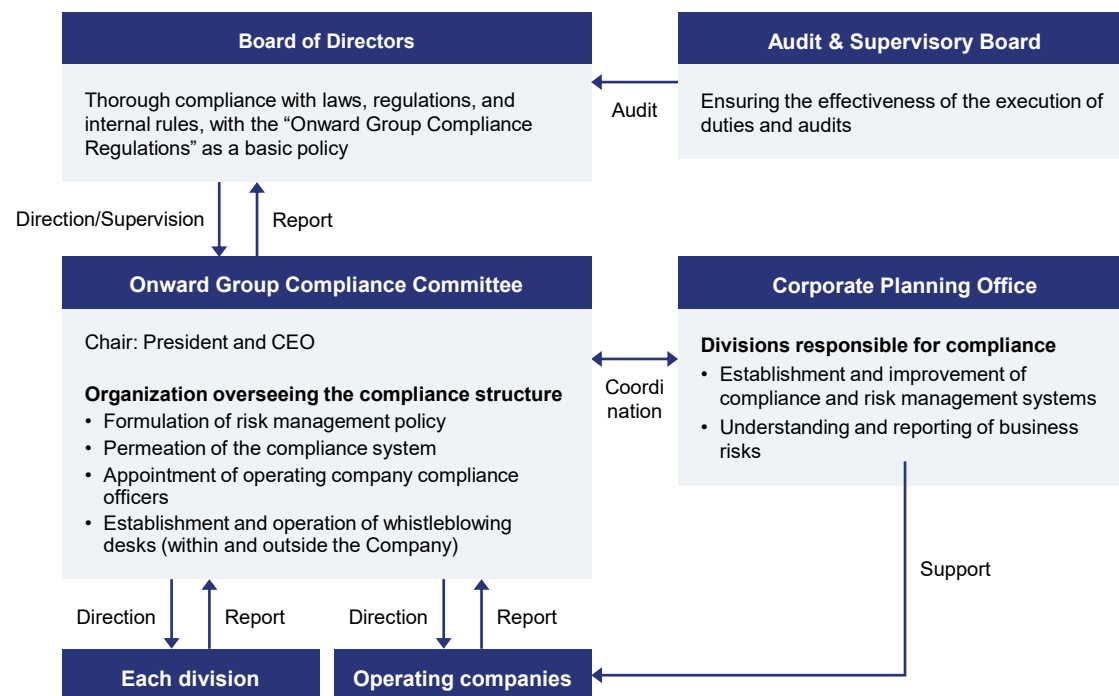 Board of Directors
Thorough compliance with laws, regulations, and
internal rules, with the “Onward Group Compliance
Regulations” as a basic policy
Audit
Audit & Supervisory Board
Ensuring the effectiveness of the execution of
duties and audits
Direction/Supervision
Report
Onward Group Compliance Committee
Chair: President and CEO
Organization overseeing the compliance structure
• Formulation of risk management policy
• Permeation of the compliance system
• Appointment of operating company compliance
officers
• Establishment and operation of whistleblowing
desks (within and outside the Company)
Coordi
nation
Corporate Planning Office
Divisions responsible for compliance
• Establishment and improvement of
compliance and risk management systems
• Understanding and reporting of business
risks
Direction
Report
Direction
Report
Support
Each division
Operating companies